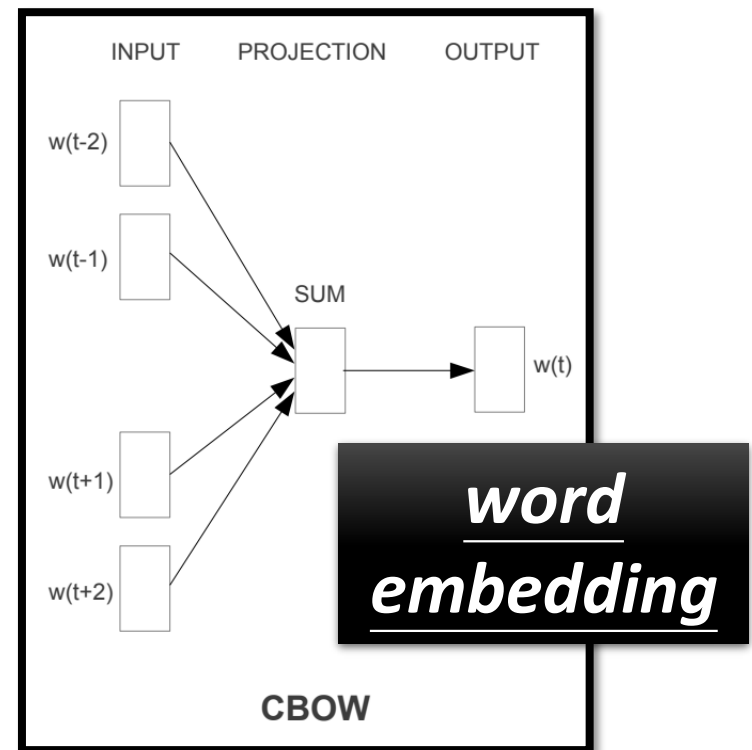 INPUT PROJECTION OUTPUT
w(t-2)
w(t-1)
SUM
w(t)
w(t+1)
w(t+2)
word
embedding
CBOW